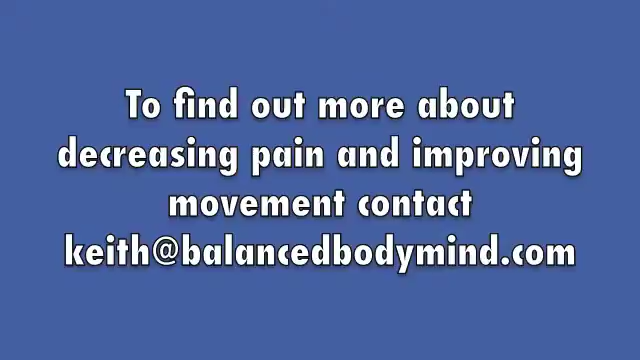 To find out more about
decreasing pain and improving
movement contact
keith@balancedbodymind.com